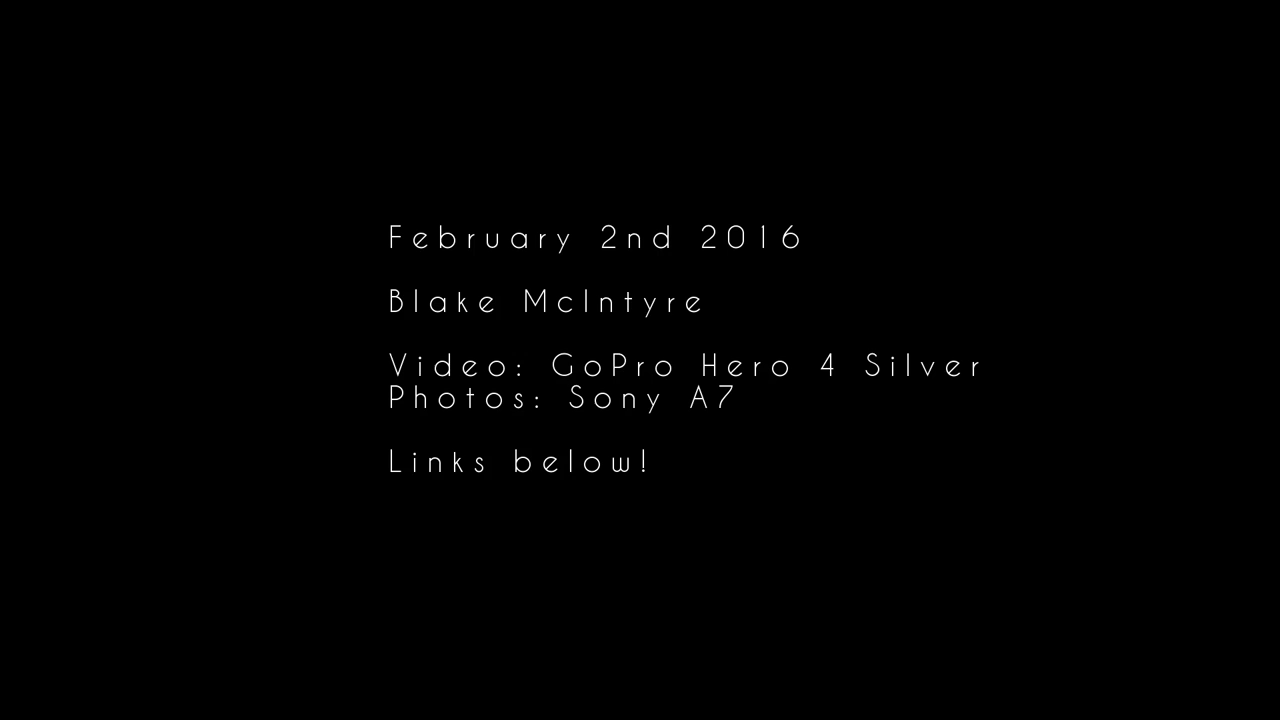 February 2nd 2016
Blake McIntyre
Video: GoPro Hero 4 Silver
Photos: Sony A7
Links below!